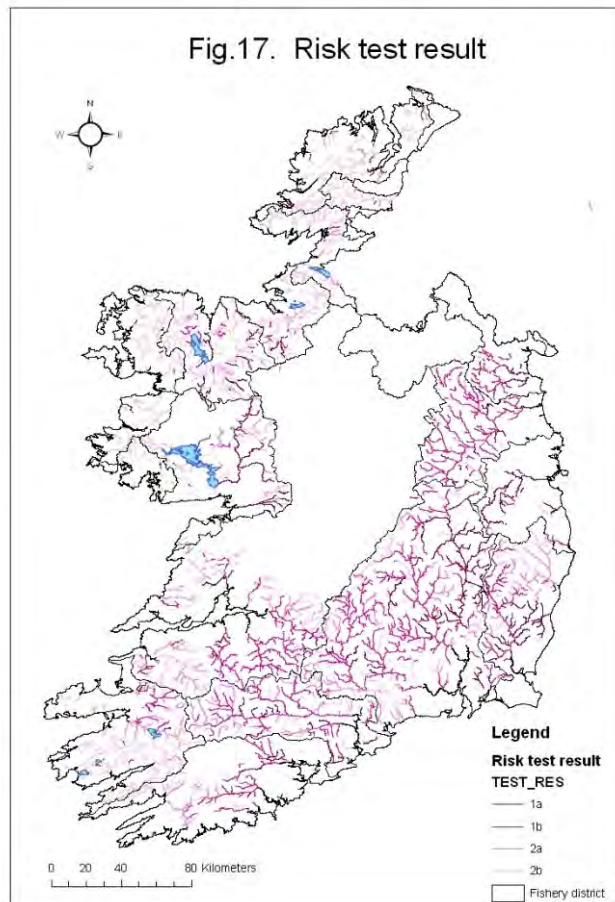 Fig.17. Risk test result
N
W E
S
Legend
Risk test result
TEST_RES
1a
1b
2a
2b
Fishery district
0 20 40 80 Kilometers